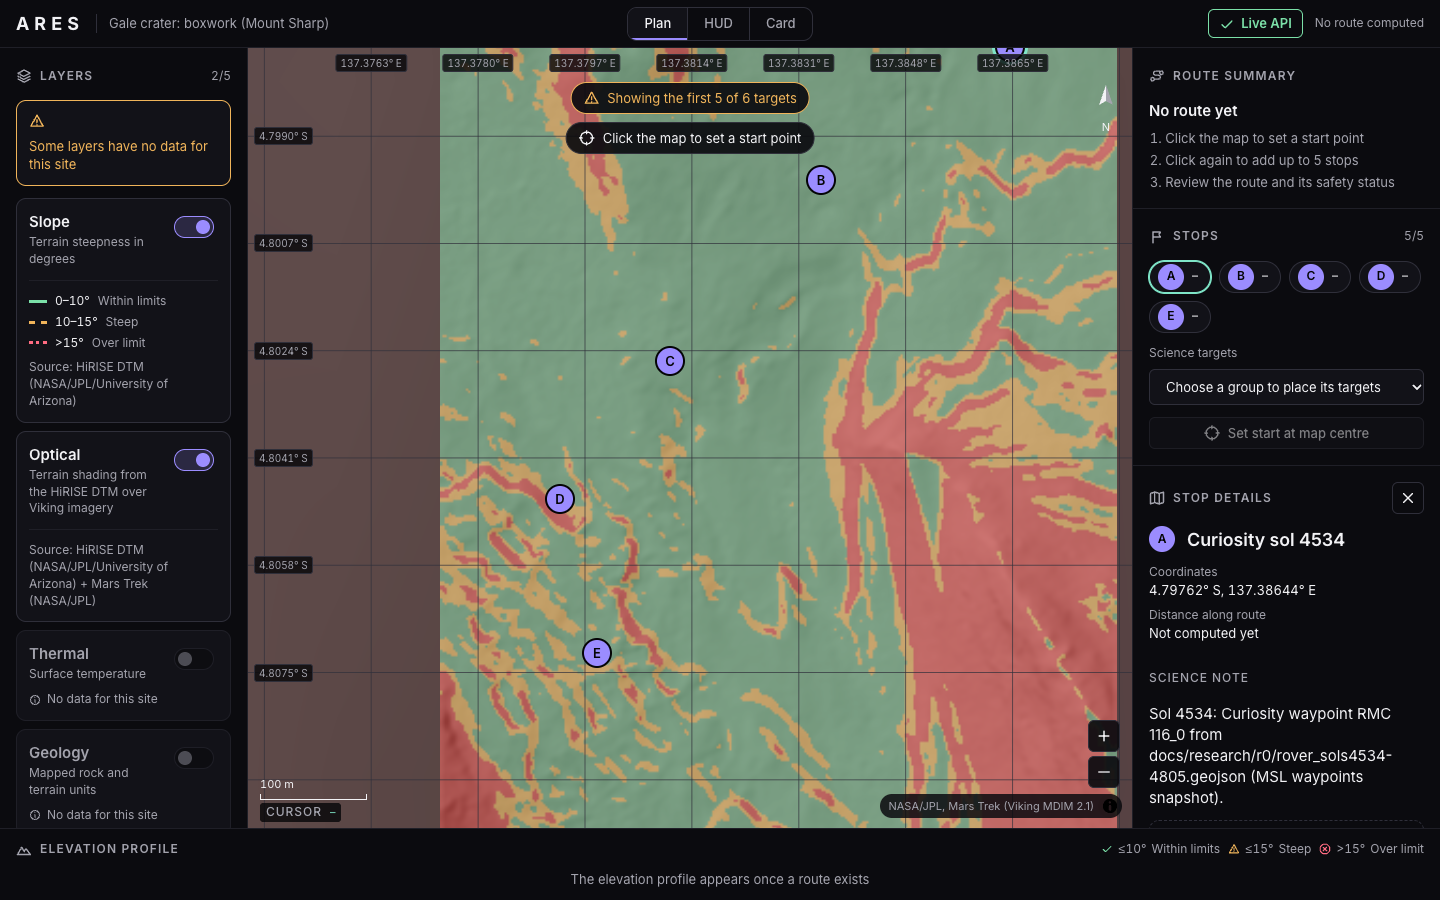 ARES
Gale crater: boxwork (Mount Sharp)
Plan
HUD
Card
Live API
No route computed
LAYERS
2/5
Some layers have no data for
this site
Slope
Terrain steepness in
degrees
0–10° Within limits
10–15° Steep
>15° Over limit
Source: HiRISE DTM
(NASA/JPL/University of
Arizona)
Optical
Terrain shading from
the HiRISE DTM over
Viking imagery
Source: HiRISE DTM
(NASA/JPL/University of
Arizona) + Mars Trek
(NASA/JPL)
Thermal
Surface temperature
No data for this site
Geology
Mapped rock and
terrain units
No data for this site
137.3763° E
137.3780° E
137.3797° E
137.3814° E
137.3831° E
137.3848° E
137.3865° E
A
Showing the first 5 of 6 targets
Click the map to set a start point
N
4.7990° S
4.8007° S
4.8024° S
4.8041° S
4.8058° S
4.8075° S
B
C
D
E
+
−
100 m
CURSOR –
NASA/JPL, Mars Trek (Viking MDIM 2.1)
ROUTE SUMMARY
No route yet
1. Click the map to set a start point
2. Click again to add up to 5 stops
3. Review the route and its safety status
STOPS
5/5
A –
B –
C –
D –
E –
Science targets
Choose a group to place its targets
Set start at map centre
STOP DETAILS
A
Curiosity sol 4534
Coordinates
4.79762° S, 137.38644° E
Distance along route
Not computed yet
SCIENCE NOTE
Sol 4534: Curiosity waypoint RMC
116_0 from
docs/research/r0/rover_sols4534-
4805.geojson (MSL waypoints
snapshot).
ELEVATION PROFILE
≤10° Within limits
≤15° Steep
>15° Over limit
The elevation profile appears once a route exists